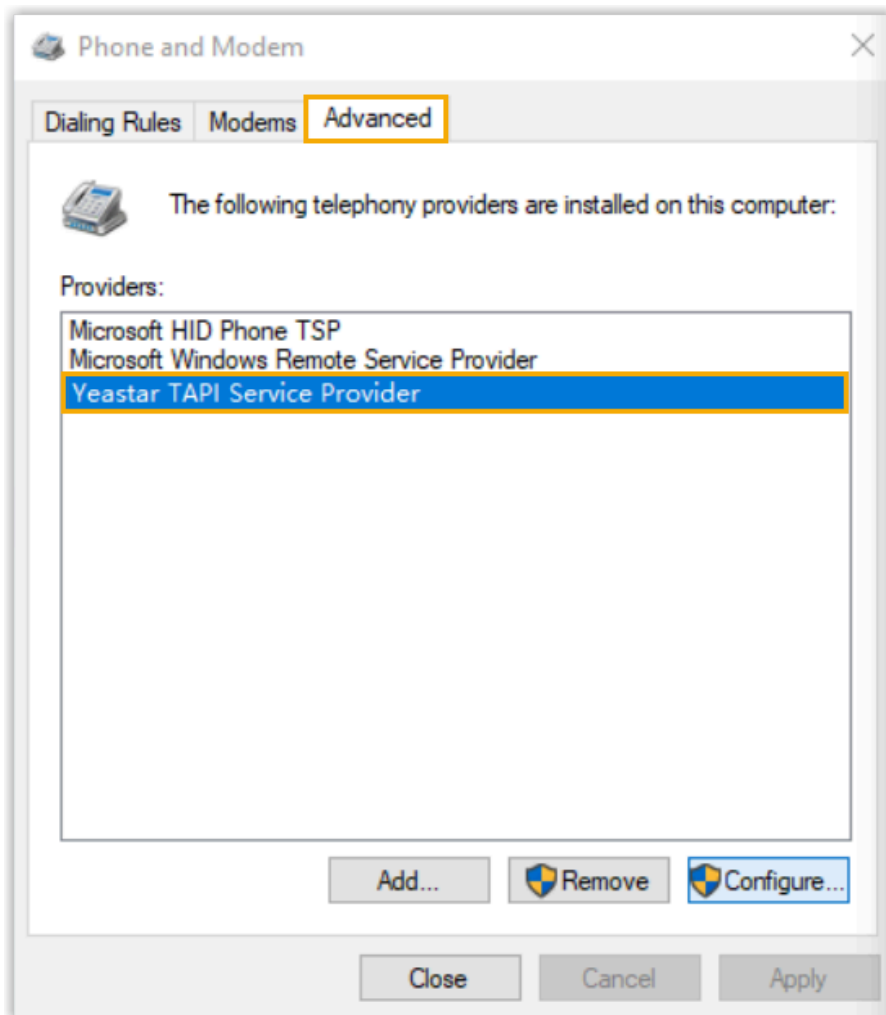 Phone and Modem
Dialing Rules Modems Advanced
The following telephony providers are installed on this computer:
Providers:
Microsoft HID Phone TSP
Microsoft Windows Remote Service Provider
Yeastar TAPI Service Provider
Add... Remove Configure...
Close Cancel Apply